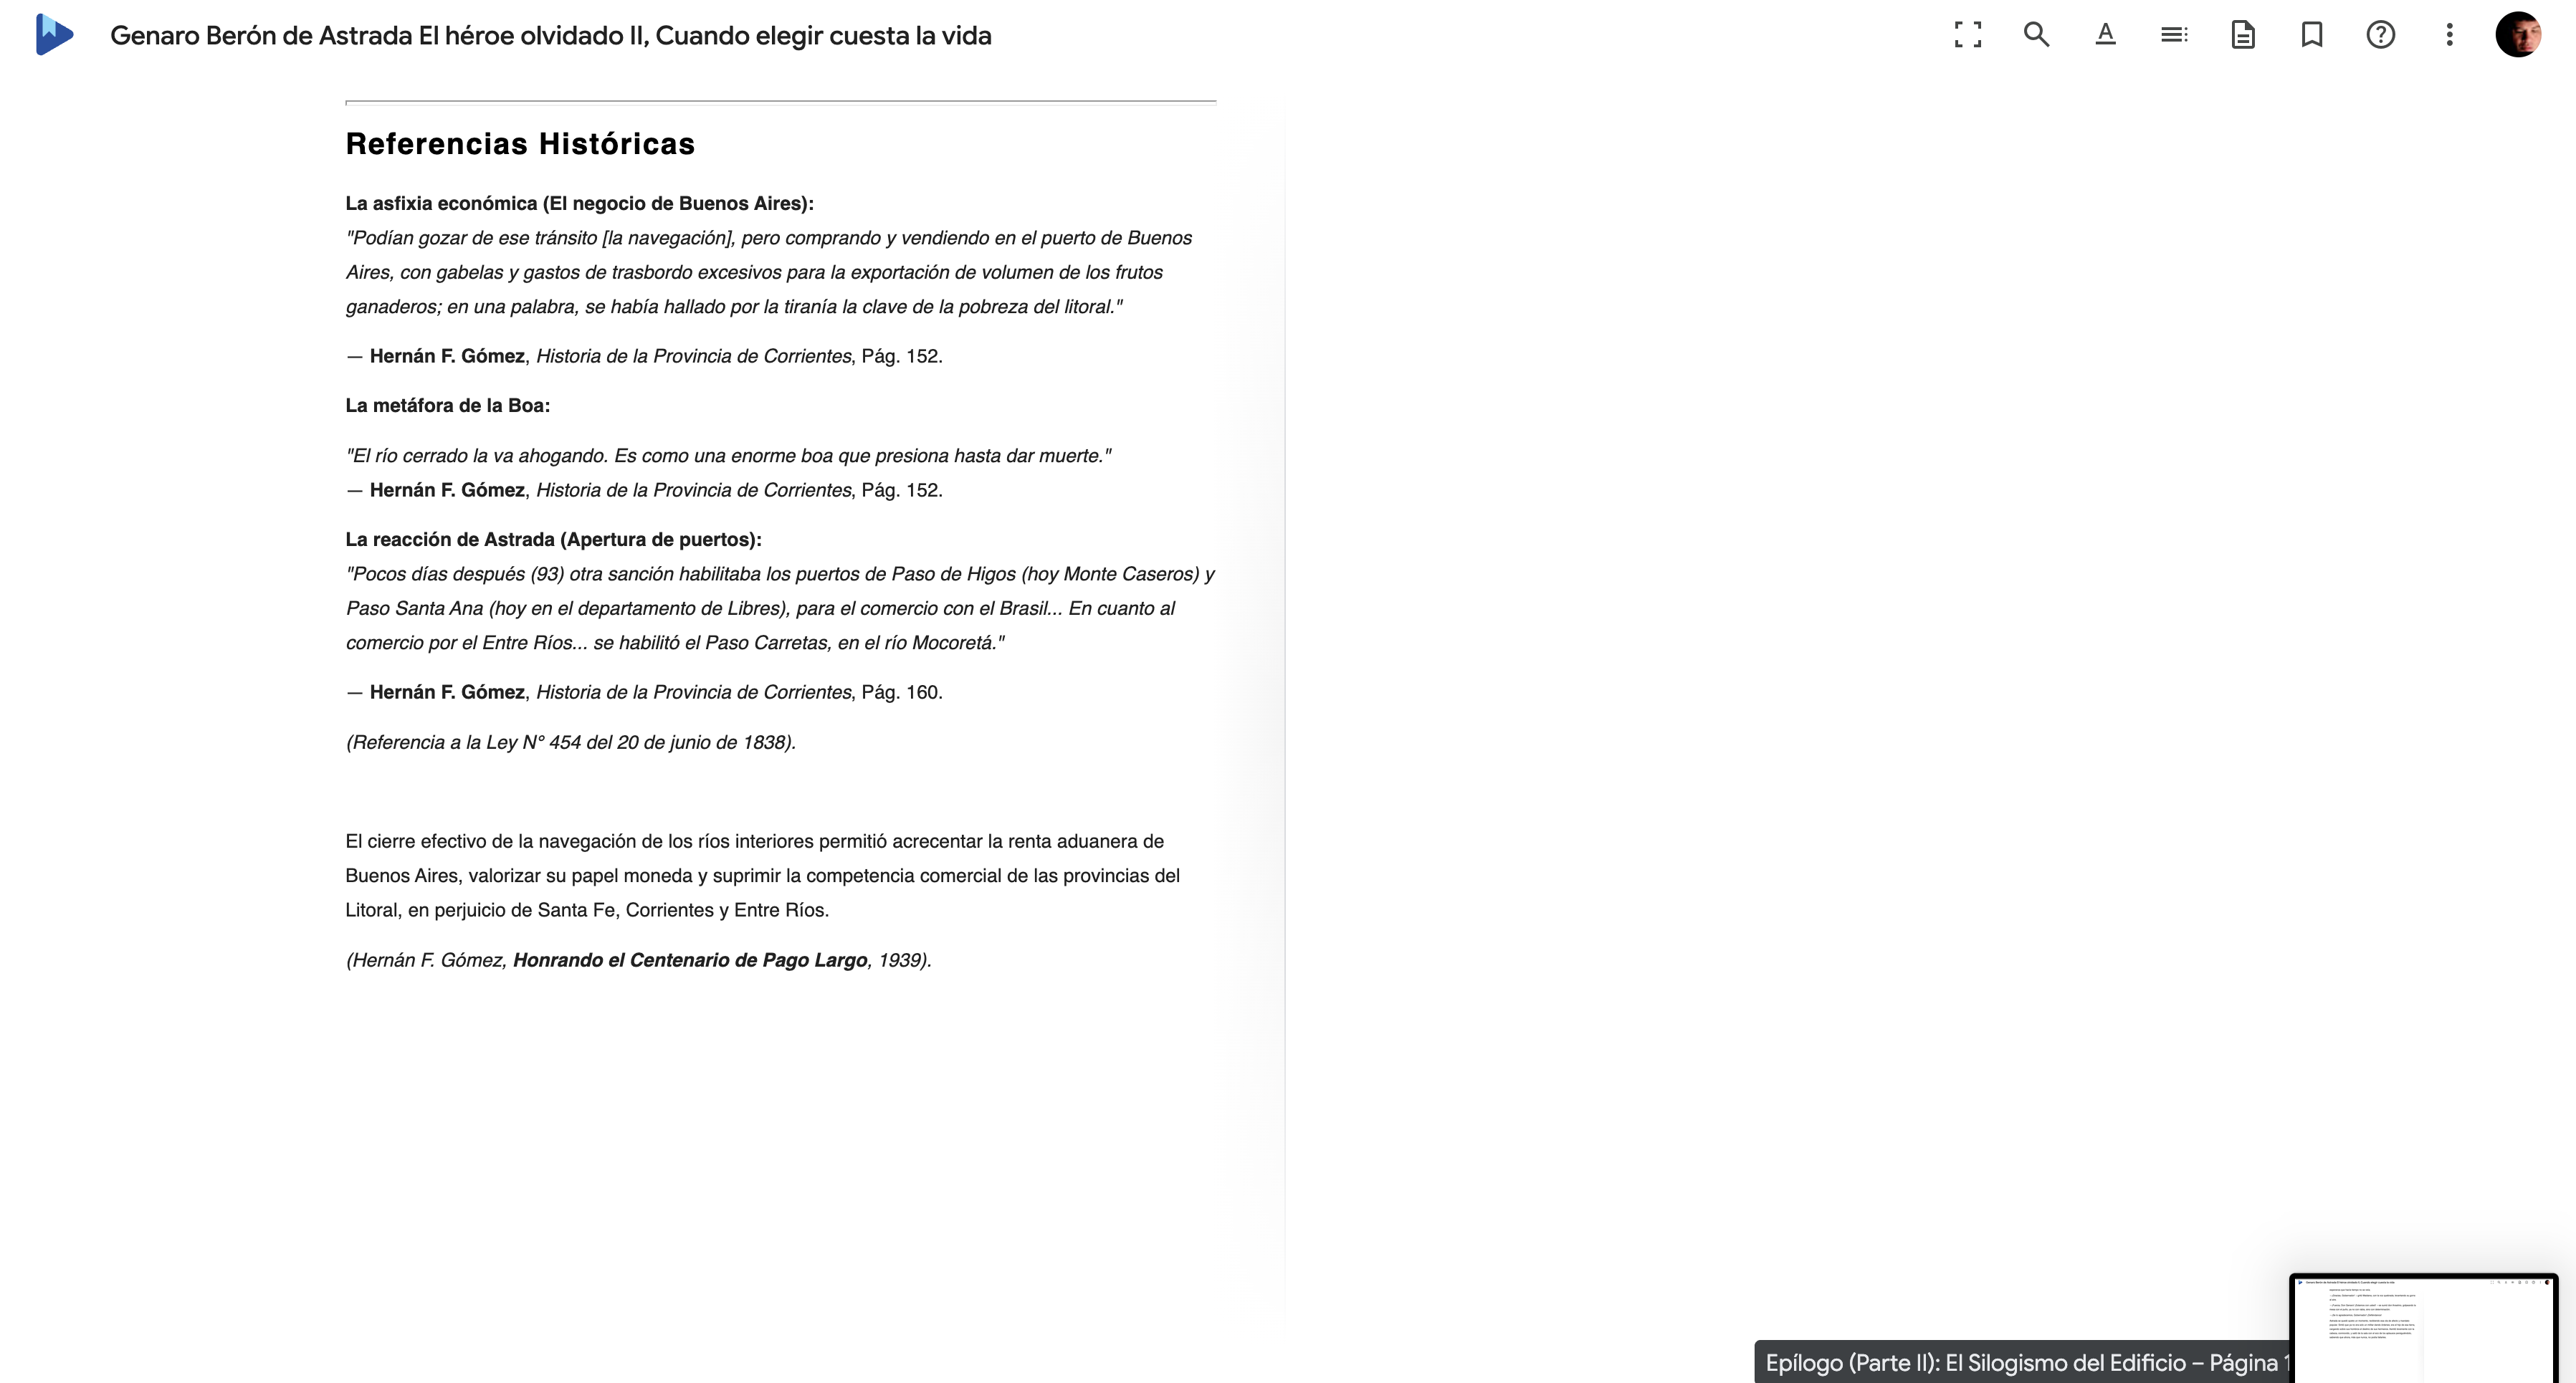 Genaro Berón de Astrada El héroe olvidado II, Cuando elegir cuesta la vida
Referencias Históricas
La asfixia económica (El negocio de Buenos Aires):
"Podían gozar de ese tránsito [la navegación], pero comprando y vendiendo en el puerto de Buenos
Aires, con gabelas y gastos de trasbordo excesivos para la exportación de volumen de los frutos
ganaderos; en una palabra, se había hallado por la tiranía la clave de la pobreza del litoral."
— Hernán F. Gómez, Historia de la Provincia de Corrientes, Pág. 152.
La metáfora de la Boa:
"El río cerrado la va ahogando. Es como una enorme boa que presiona hasta dar muerte."
— Hernán F. Gómez, Historia de la Provincia de Corrientes, Pág. 152.
La reacción de Astrada (Apertura de puertos):
"Pocos días después (93) otra sanción habilitaba los puertos de Paso de Higos (hoy Monte Caseros) y
Paso Santa Ana (hoy en el departamento de Libres), para el comercio con el Brasil... En cuanto al
comercio por el Entre Ríos... se habilitó el Paso Carretas, en el río Mocoretá."
— Hernán F. Gómez, Historia de la Provincia de Corrientes, Pág. 160.
(Referencia a la Ley N° 454 del 20 de junio de 1838).
El cierre efectivo de la navegación de los ríos interiores permitió acrecentar la renta aduanera de
Buenos Aires, valorizar su papel moneda y suprimir la competencia comercial de las provincias del
Litoral, en perjuicio de Santa Fe, Corrientes y Entre Ríos.
(Hernán F. Gómez, Honrando el Centenario de Pago Largo, 1939).
Epílogo (Parte II): El Silogismo del Edificio – Página